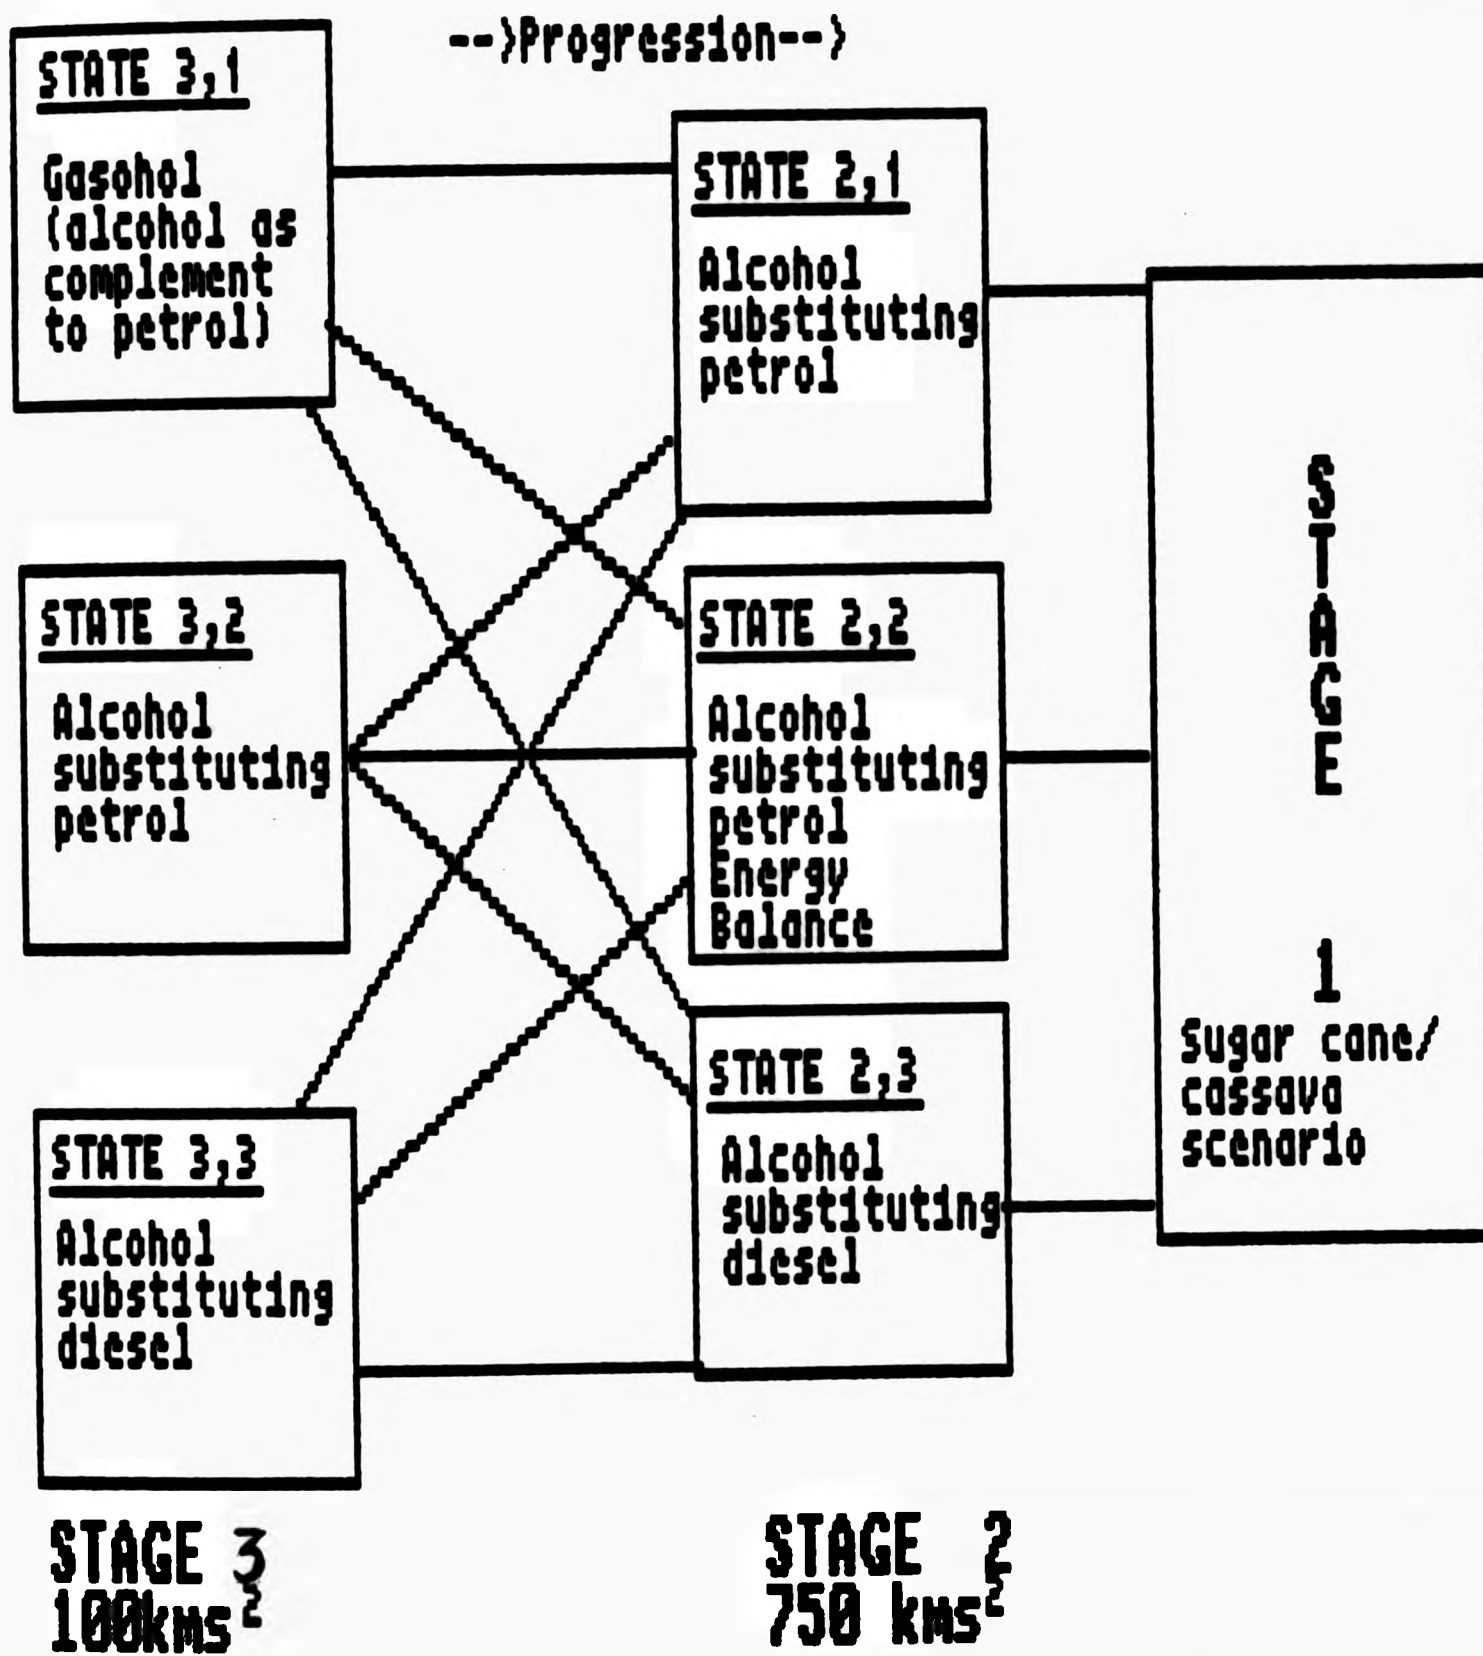 -->Progression-->
STATE 3,1
Gasohol
(alcohol as
complement
to petrol)
STATE 3,2
Alcohol
substituting
petrol
STATE 3,3
Alcohol
substituting
diesel
STAGE 3
100kms²
STATE 2,1
Alcohol
substituting
petrol
STATE 2,2
Alcohol
substituting
petrol
Energy
Balance
STATE 2,3
Alcohol
substituting
diesel
STAGE 2
750 kms²
STAGE
1
Sugar cane/
cassava
scenario